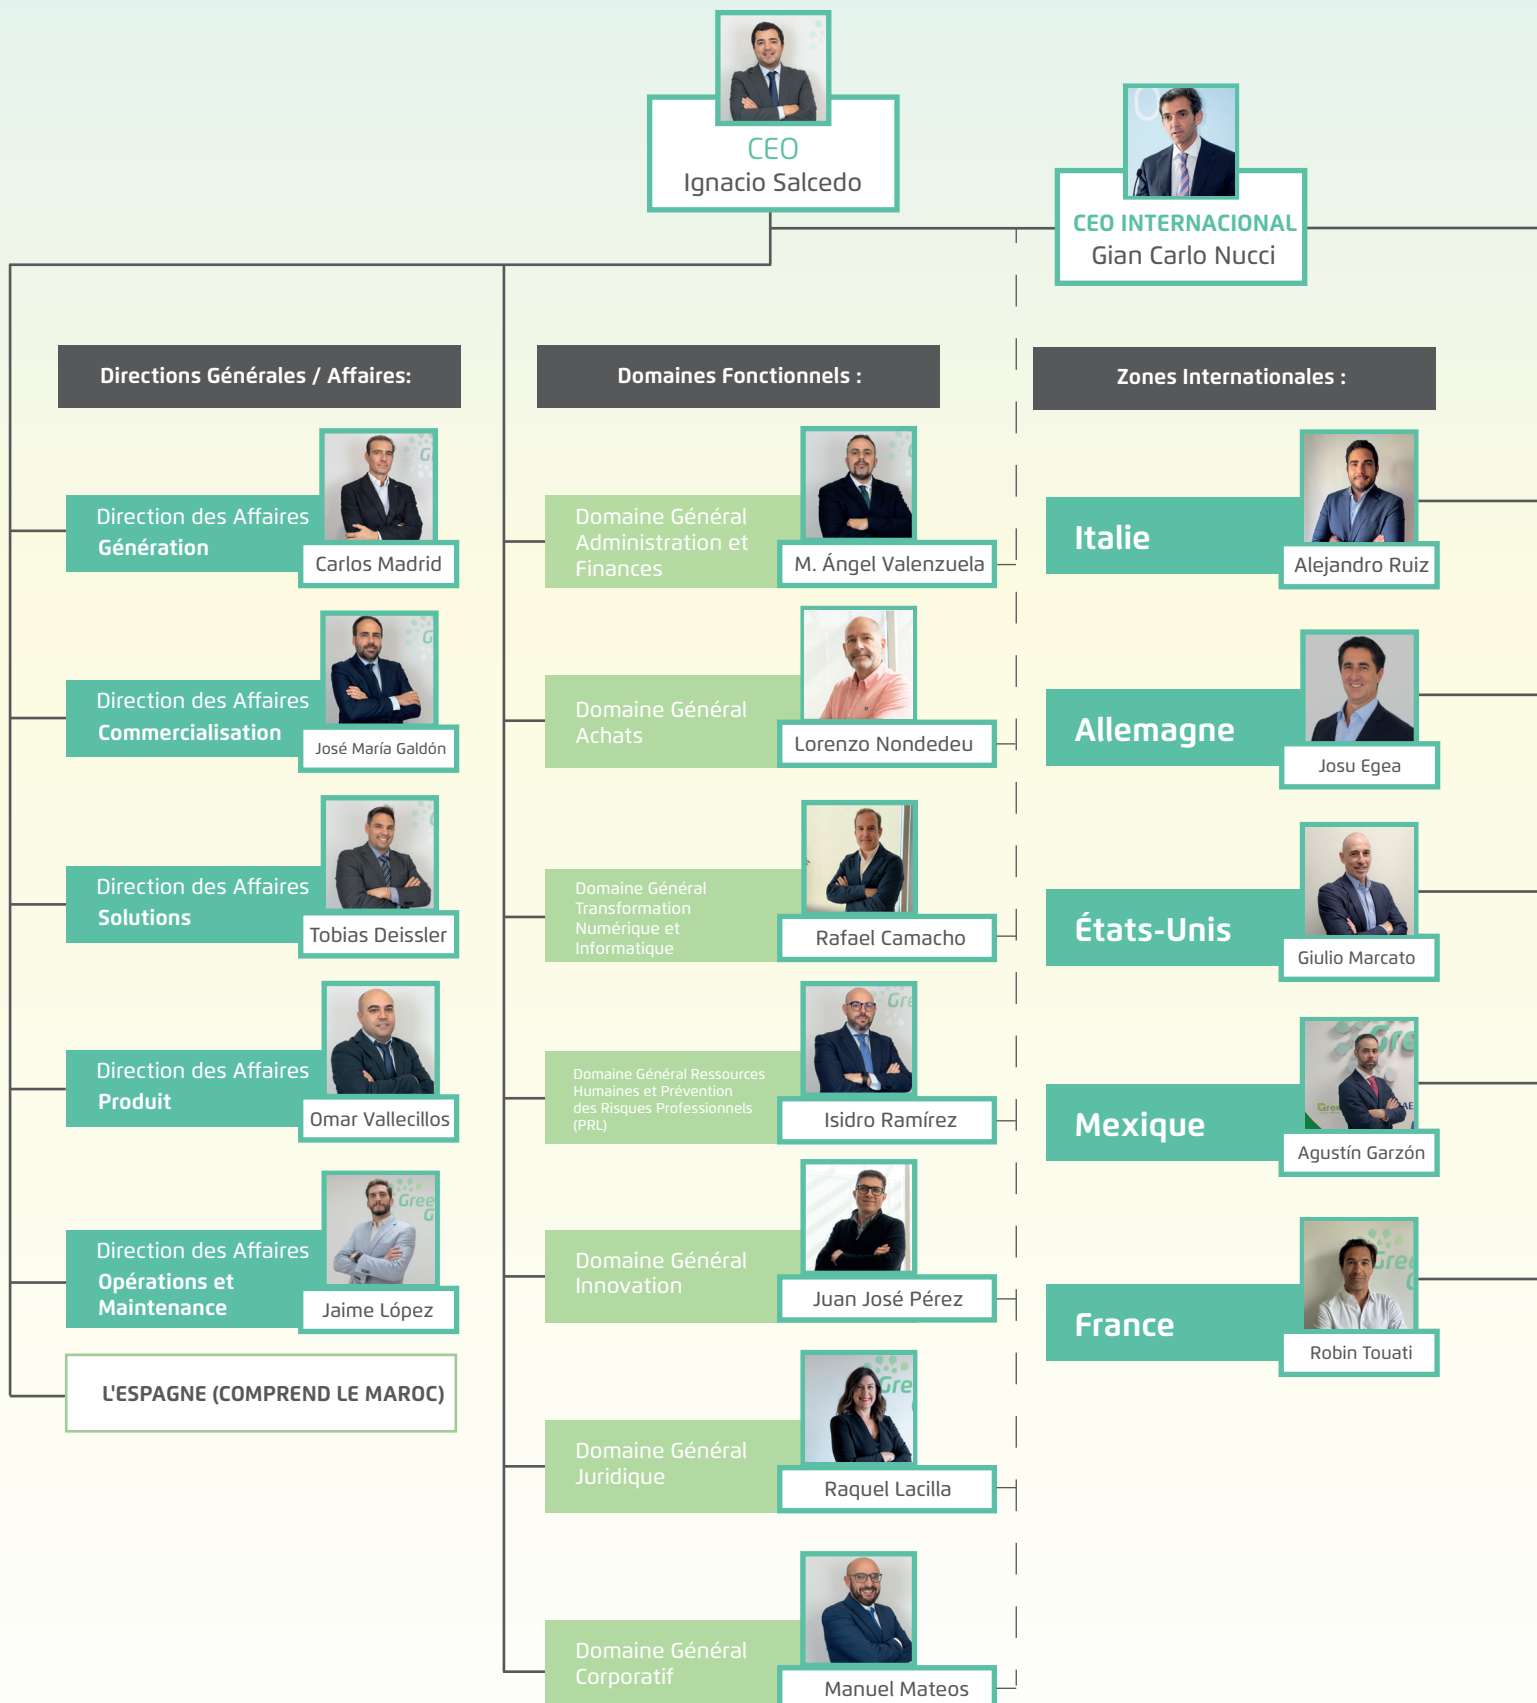 CEO
Ignacio Salcedo
CEO INTERNACIONAL
Gian Carlo Nucci
Directions Générales / Affaires:
Direction des Affaires
Génération
Carlos Madrid
Direction des Affaires
Commercialisation
José María Galdón
Direction des Affaires
Solutions
Tobias Deissler
Direction des Affaires
Produit
Omar Vallecillos
Direction des Affaires
Opérations et
Maintenance
Jaime López
L'ESPAGNE (COMPREND LE MAROC)
Domaines Fonctionnels :
Domaine Général
Administration et
Finances
M. Ángel Valenzuela
Domaine Général
Achats
Lorenzo Nondedeu
Domaine Général
Transformation
Numérique et
Informatique
Rafael Camacho
Domaine Général Ressources
Humaines et Prévention
des Risques Professionnels
(PRL)
Isidro Ramírez
Domaine Général
Innovation
Juan José Pérez
Domaine Général
Juridique
Raquel Lacilla
Domaine Général
Corporatif
Manuel Mateos
Zones Internationales :
Italie
Alejandro Ruiz
Allemagne
Josu Egea
États-Unis
Giulio Marcato
Mexique
Agustín Garzón
France
Robin Touati